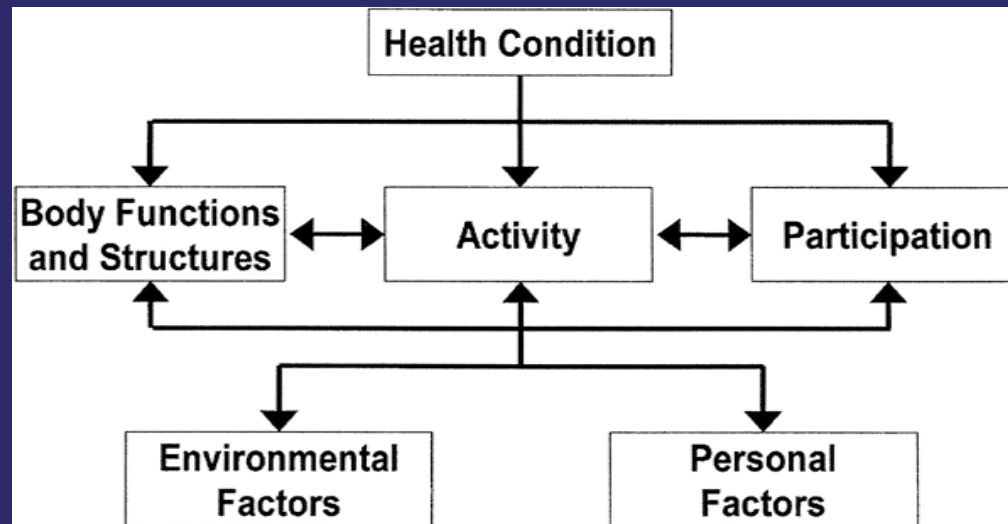 Health Condition
Body Functions
and Structures
Activity
Participation
Environmental
Factors
Personal
Factors